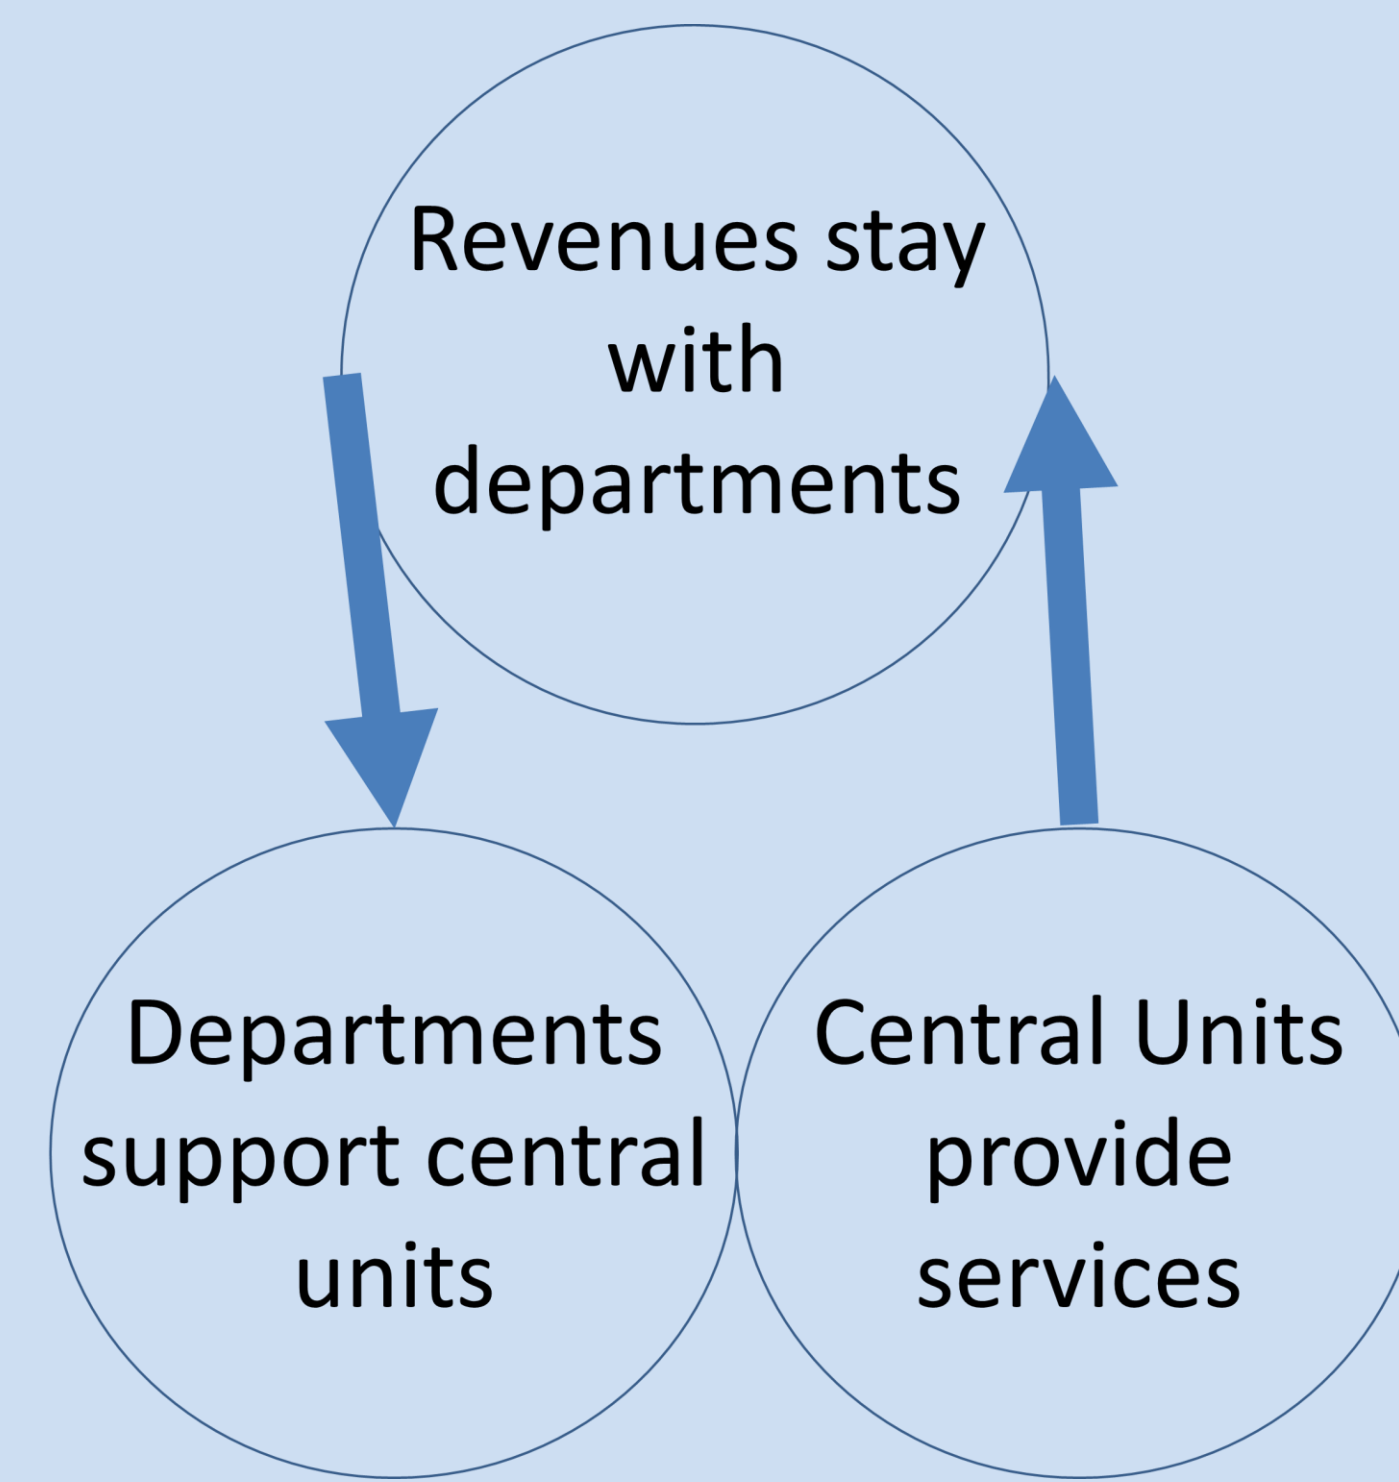 Revenues stay
with
departments
Departments
support central
units
Central Units
provide
services